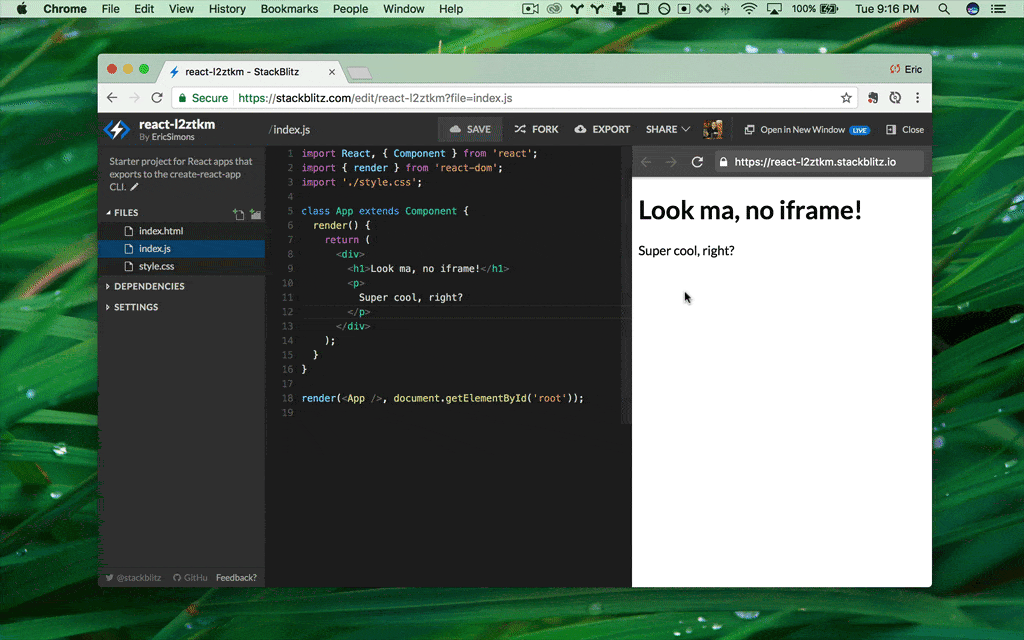 Chrome File Edit View History Bookmarks People Window Help 100% Tue 9:16 PM
react-l2ztkm - StackBlitz
Eric
Secure https://stackblitz.com/edit/react-l2ztkm?file=index.js
react-l2ztkm
By EricSimons
/index.js
SAVE FORK EXPORT SHARE Open in New Window LIVE Close
Starter project for React apps that
exports to the create-react-app
CLI.
FILES
index.html
index.js
style.css
DEPENDENCIES
SETTINGS
@stackblitz GitHu Feedback?
1 import React, { Component } from 'react';
2 import { render } from 'react-dom';
3 import './style.css';
4
5 class App extends Component {
6 render() {
7 return (
8 <div>
9 <h1>Look ma, no iframe!</h1>
10 <p>
11 Super cool, right?
12 </p>
13 </div>
14 );
15 }
16 }
17
18 render(<App />, document.getElementById('root'));
19
https://react-l2ztkm.stackblitz.io
Look ma, no iframe!
Super cool, right?